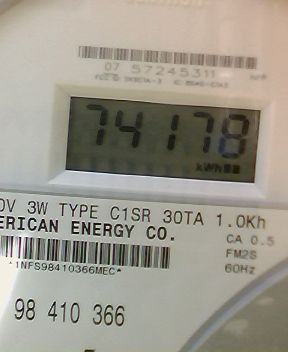 07 57245311
74178
kWh
0V 3W TYPE C1SR 30TA 1.0Kh
ERICAN ENERGY CO.
CA 0.5
FM2S
60Hz
*1NFS98410366MEC*
98 410 366